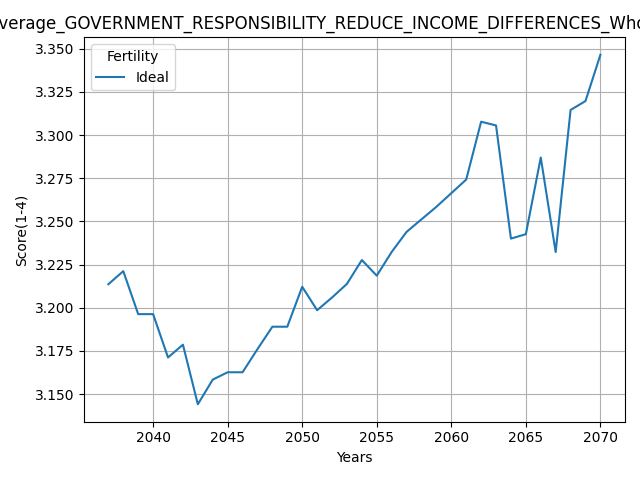 verage_GOVERNMENT_RESPONSIBILITY_REDUCE_INCOME_DIFFERENCES_Who
Fertility
Ideal
Score(1-4)
3.350
3.325
3.300
3.275
3.250
3.225
3.200
3.175
3.150
2040 2045 2050 2055 2060 2065 2070
Years